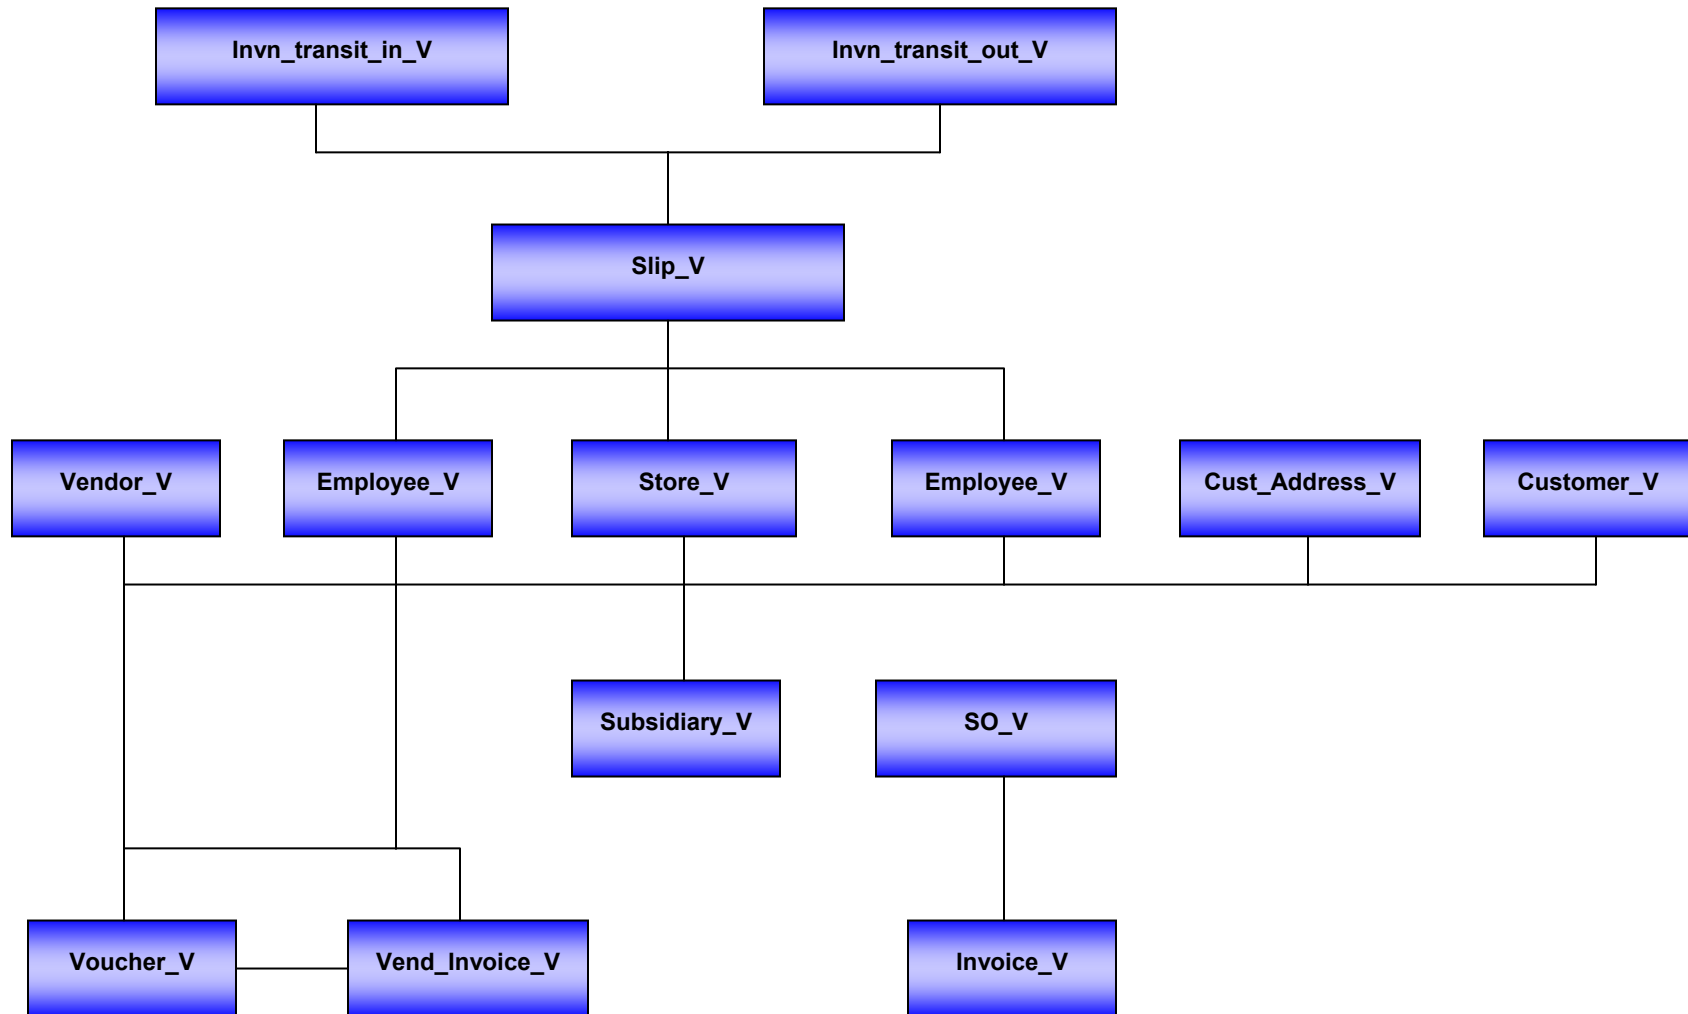 Invn_transit_in_V
Invn_transit_out_V
Slip_V
Vendor_V
Employee_V
Store_V
Employee_V
Cust_Address_V
Customer_V
Subsidiary_V
SO_V
Voucher_V
Vend_Invoice_V
Invoice_V